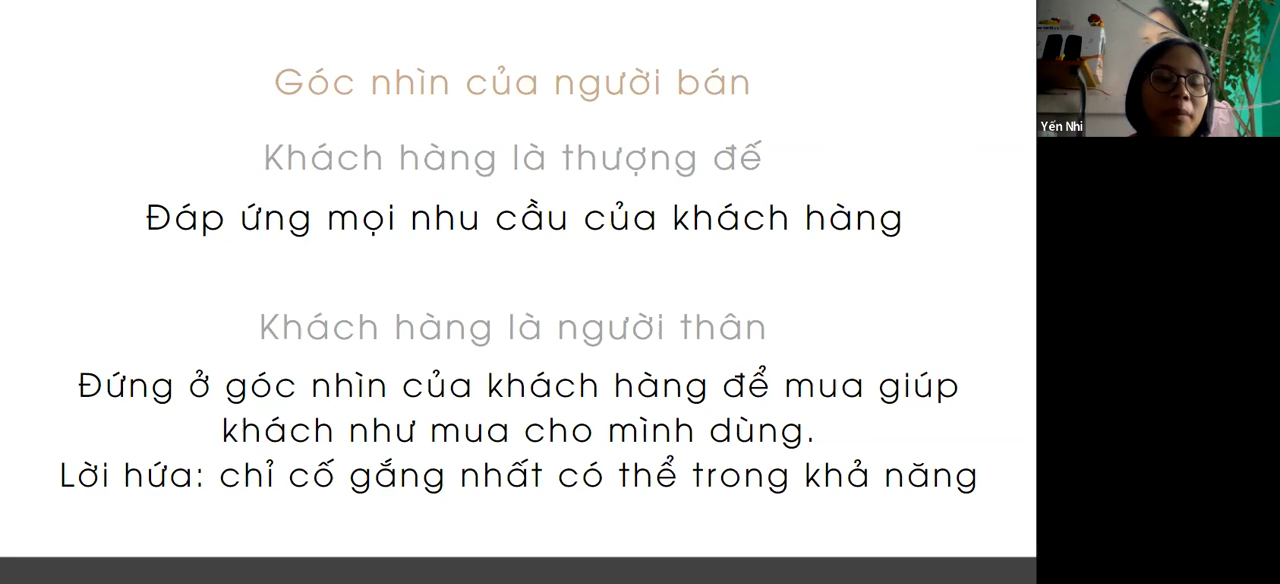 Góc nhìn của người bán
Khách hàng là thượng đế
Đáp ứng mọi nhu cầu của khách hàng
Khách hàng là người thân
Đứng ở góc nhìn của khách hàng để mua giúp
khách như mua cho mình dùng.
Lời hứa: chỉ cố gắng nhất có thể trong khả năng
Yến Nhi